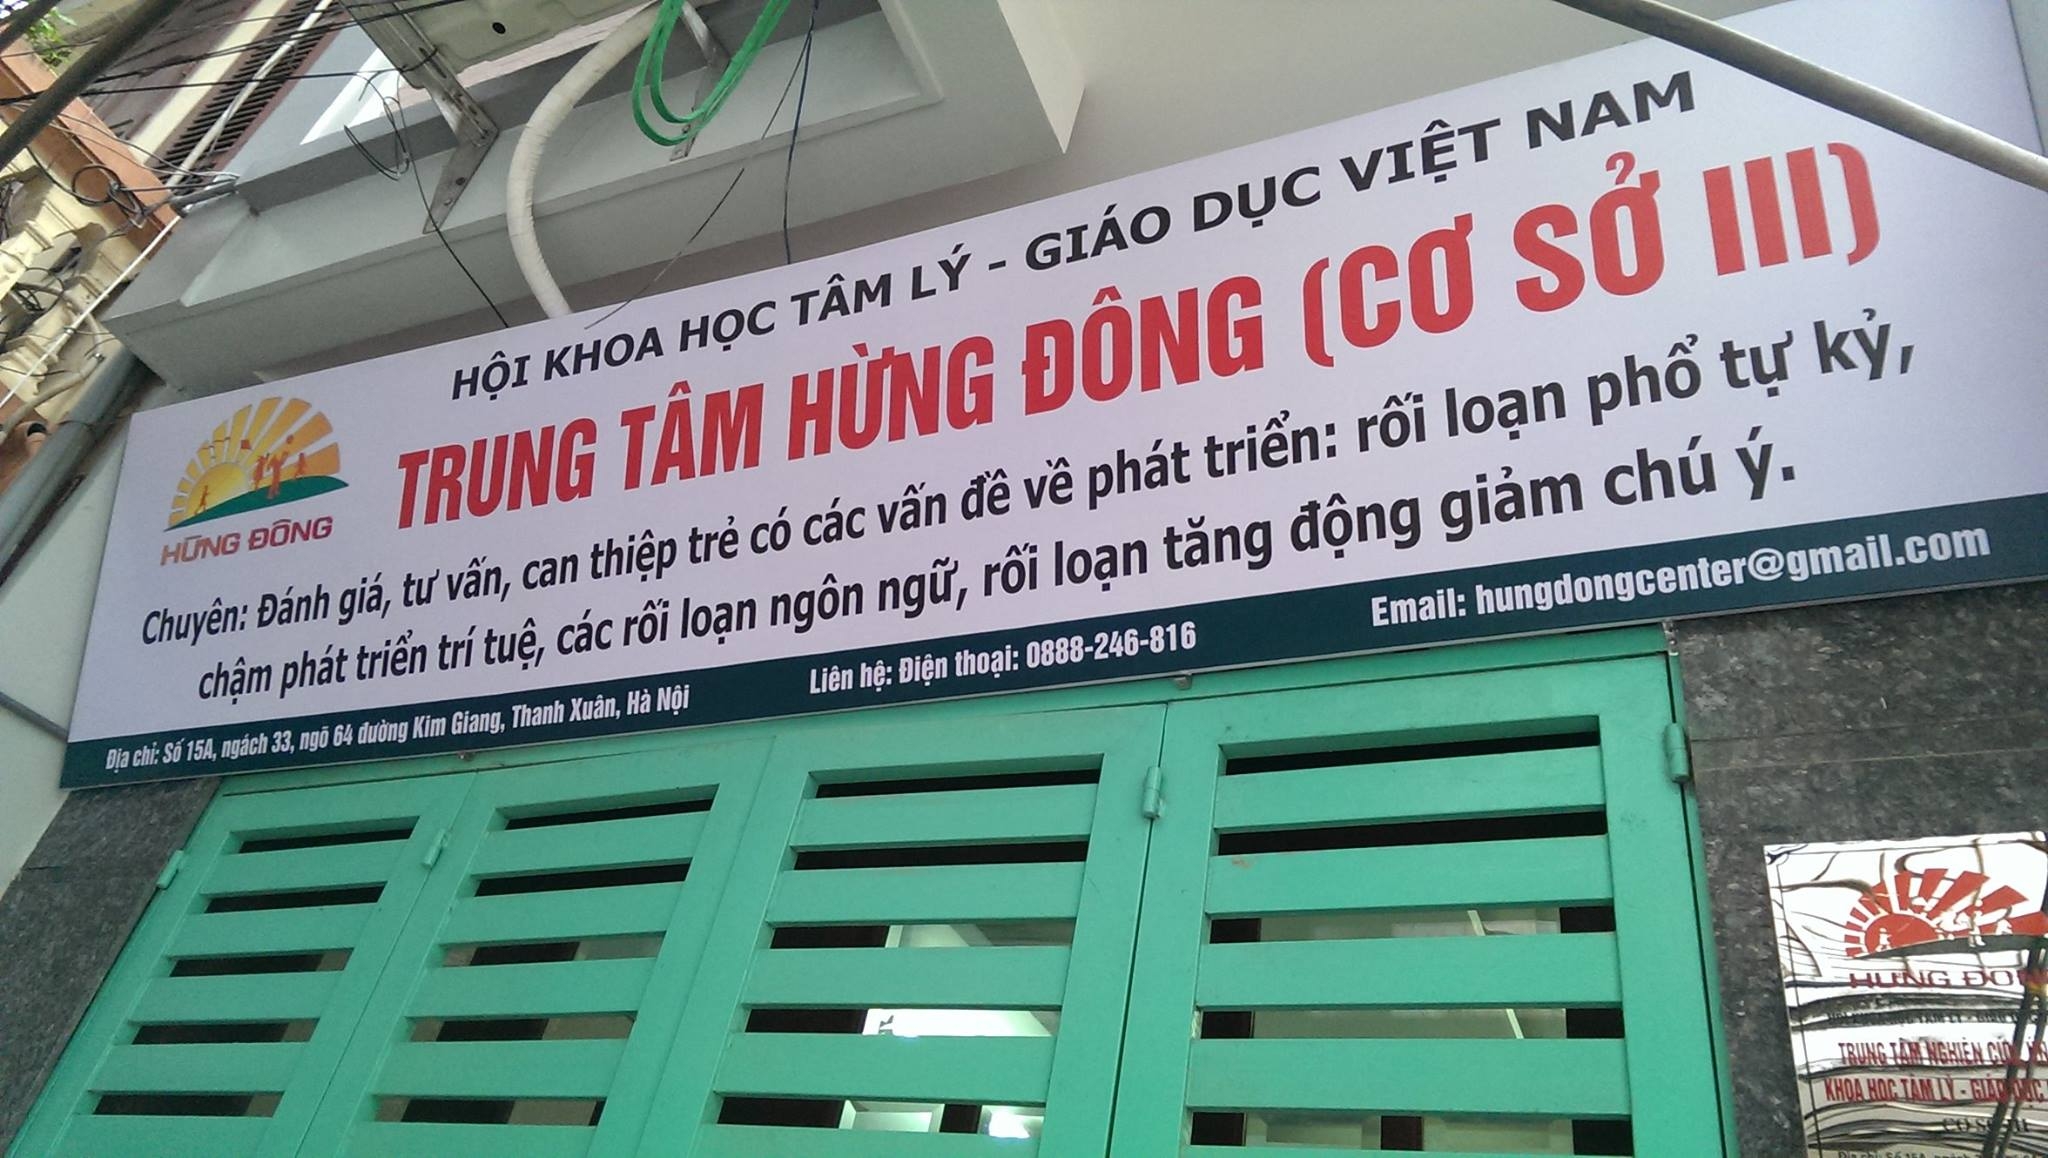 HỘI KHOA HỌC TÂM LÝ - GIÁO DỤC VIỆT NAM
TRUNG TÂM HỪNG ĐÔNG (CƠ SỞ III)
HỪNG ĐÔNG
Chuyên: Đánh giá, tư vấn, can thiệp trẻ có các vấn đề về phát triển: rối loạn phổ tự kỷ,
chậm phát triển trí tuệ, các rối loạn ngôn ngữ, rối loạn tăng động giảm chú ý.
Địa chỉ: Số 15A, ngách 33, ngõ 64 đường Kim Giang, Thanh Xuân, Hà Nội
Liên hệ: Điện thoại: 0888-246-816
Email: hungdongcenter@gmail.com
HỪNG
TRUNG TÂM NGHIÊN CỨU
KHOA HỌC TÂM LÝ - GIÁO DỤC